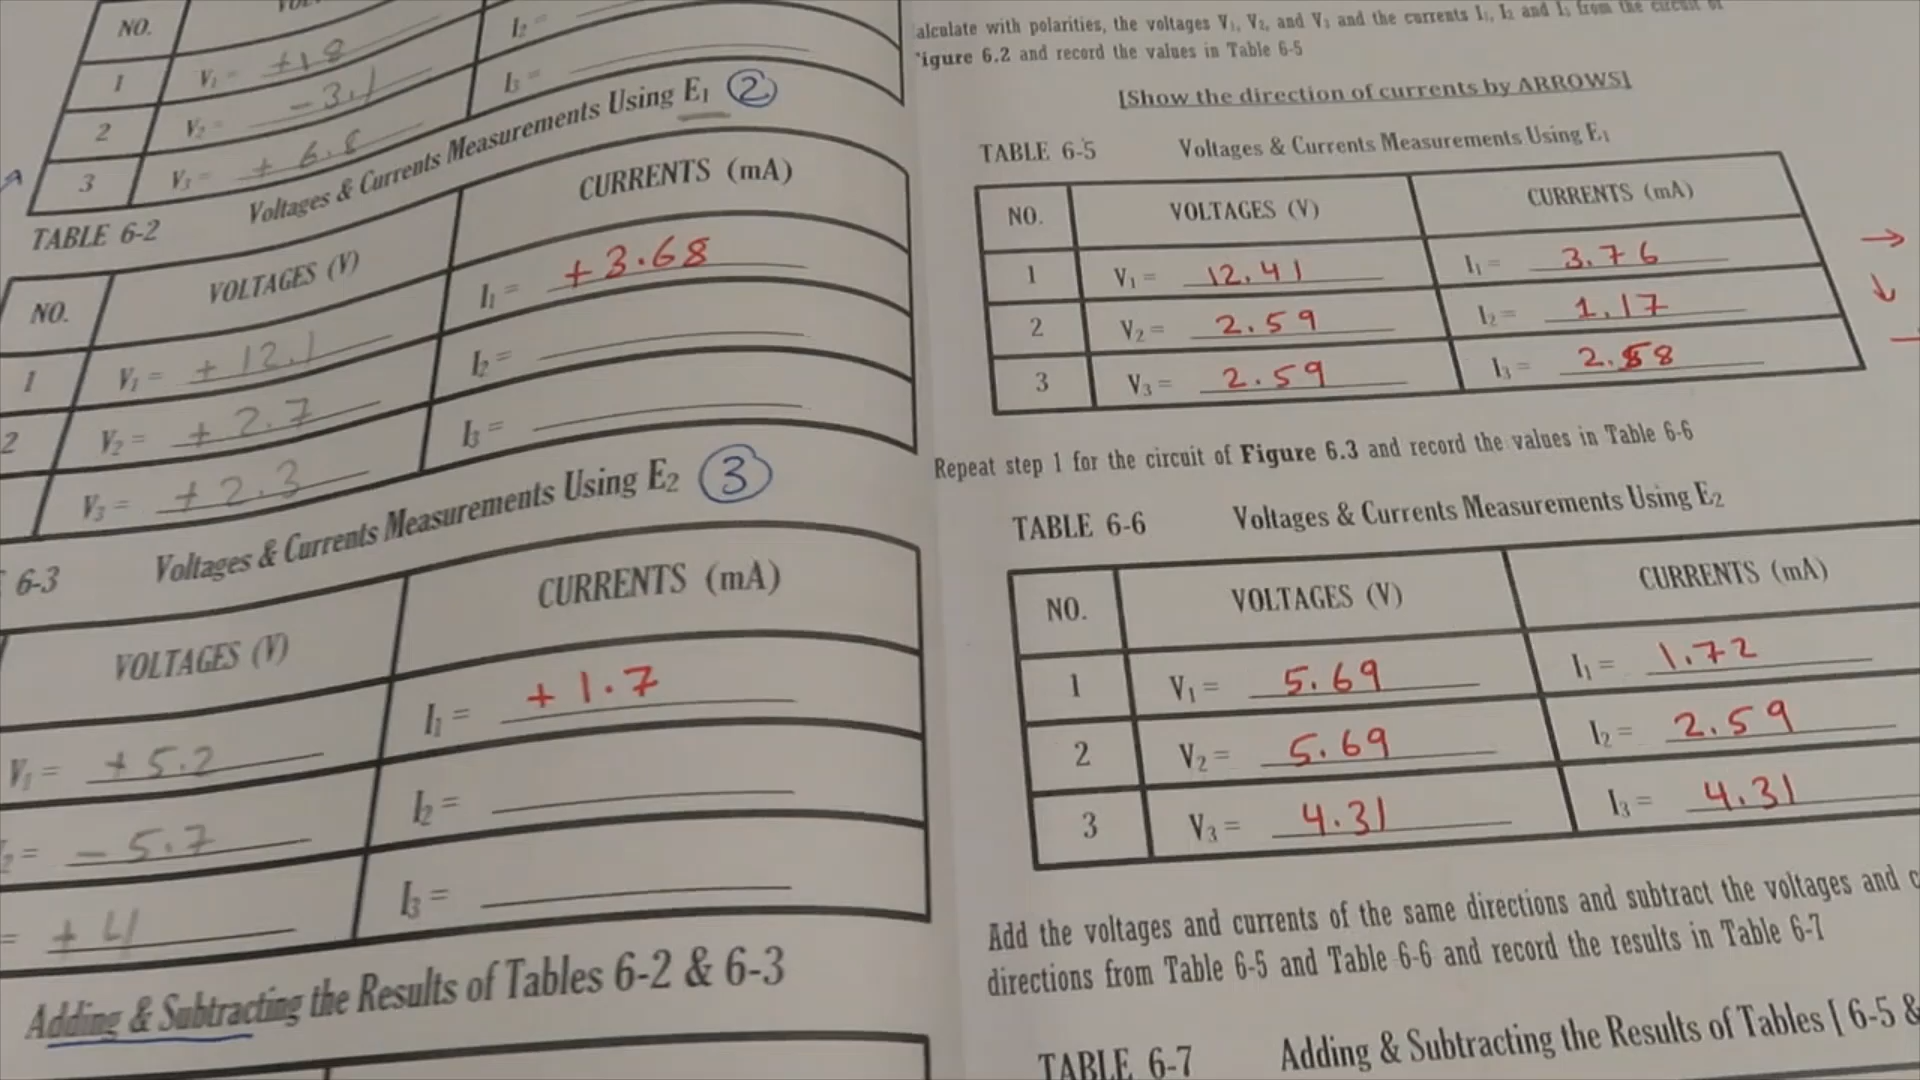 NO.
I₂ =
1 V₁ = +1.8
I₃ =
2 V₂ = - 3.1
3 V₃ = + 6.8
Voltages & Currents Measurements Using E₁ ②
TABLE 6-2
NO. VOLTAGES (V) CURRENTS (mA)
1 V₁ = + 12.1 I₁ = +3.68
2 V₂ = + 2.7 I₂ =
V₃ = + 2.3 I₃ =
6-3 Voltages & Currents Measurements Using E₂ ③
VOLTAGES (V) CURRENTS (mA)
V₁ = + 5.2 I₁ = + 1.7
= - 5.7 I₂ =
= + 4 I₃ =
Adding & Subtracting the Results of Tables 6-2 & 6-3
alculate with polarities, the voltages V₁, V₂, and V₃ and the currents I₁, I₂ and I₃ from the circuit of
igure 6.2 and record the values in Table 6-5
[Show the direction of currents by ARROWS]
TABLE 6-5 Voltages & Currents Measurements Using E₁
NO. VOLTAGES (V) CURRENTS (mA)
1 V₁ = 12.41 I₁ = 3.76 →
2 V₂ = 2.59 I₂ = 1.17 ↓
3 V₃ = 2.59 I₃ = 2.58
Repeat step 1 for the circuit of Figure 6.3 and record the values in Table 6-6
TABLE 6-6 Voltages & Currents Measurements Using E₂
NO. VOLTAGES (V) CURRENTS (mA)
1 V₁ = 5.69 I₁ = 1.72
2 V₂ = 5.69 I₂ = 2.59
3 V₃ = 4.31 I₃ = 4.31
Add the voltages and currents of the same directions and subtract the voltages and c
directions from Table 6-5 and Table 6-6 and record the results in Table 6-7
TABLE 6-7 Adding & Subtracting the Results of Tables [ 6-5 &